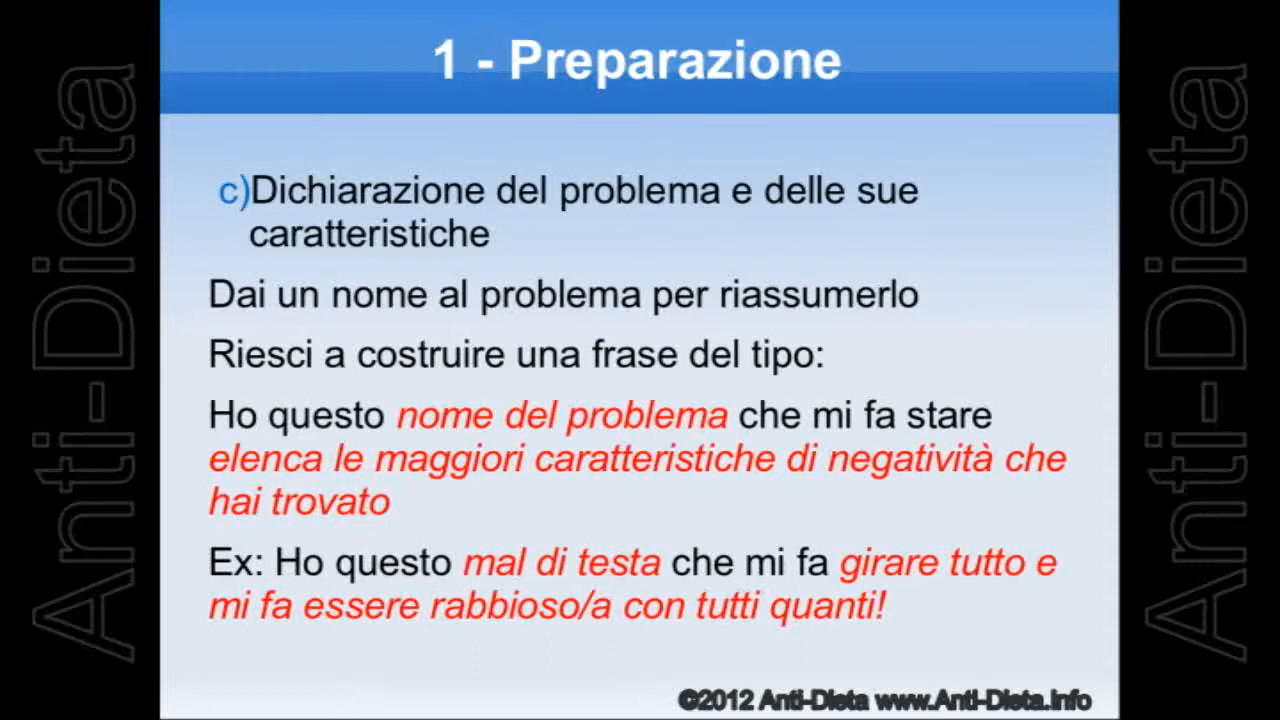 1 - Preparazione
c)Dichiarazione del problema e delle sue
caratteristiche
Dai un nome al problema per riassumerlo
Riesci a costruire una frase del tipo:
Ho questo nome del problema che mi fa stare
elenca le maggiori caratteristiche di negatività che
hai trovato
Ex: Ho questo mal di testa che mi fa girare tutto e
mi fa essere rabbioso/a con tutti quanti!
©2012 Anti-Dieta www.Anti-Dieta.info
Anti-Dieta
Anti-Dieta